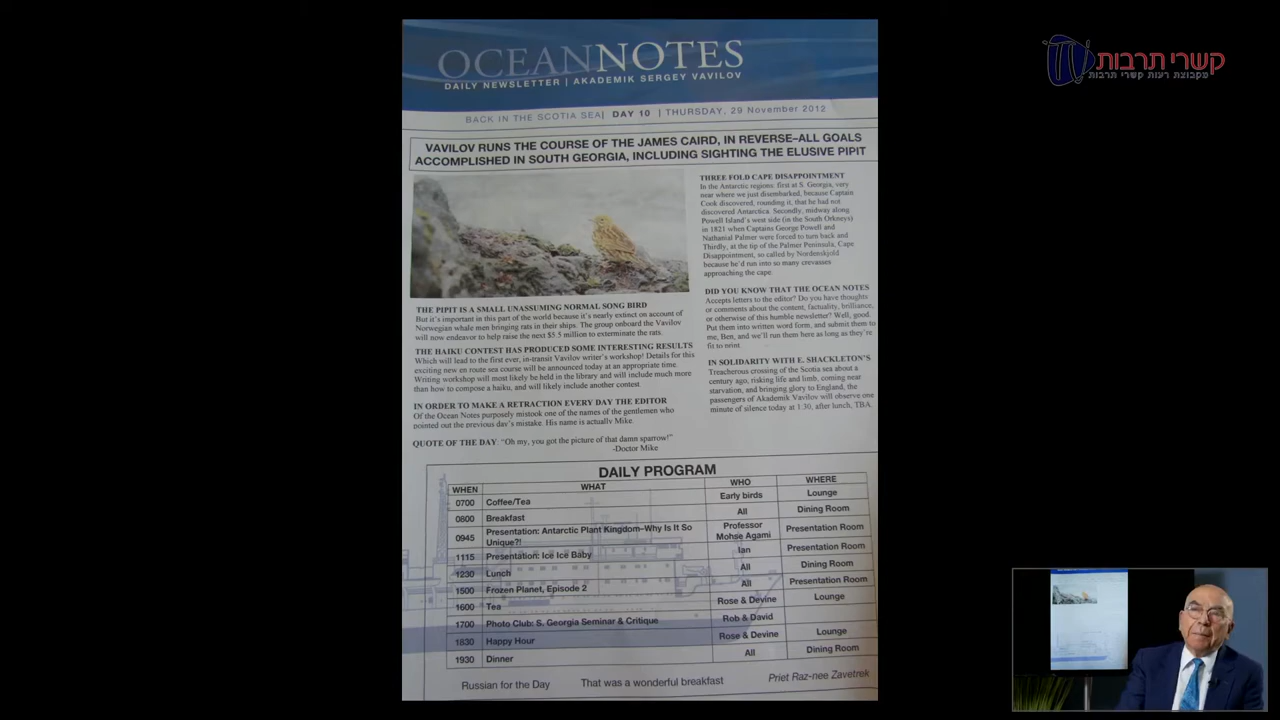 OCEANNOTES
DAILY NEWSLETTER | AKADEMIK SERGEY VAVILOV
BACK IN THE SCOTIA SEA| DAY 10 | THURSDAY, 29 November 2012
VAVILOV RUNS THE COURSE OF THE JAMES CAIRD, IN REVERSE–ALL GOALS
ACCOMPLISHED IN SOUTH GEORGIA, INCLUDING SIGHTING THE ELUSIVE PIPIT
THE PIPIT IS A SMALL UNASSUMING NORMAL SONG BIRD
But it's important in this part of the world because it's nearly extinct on account of
Norwegian whale men bringing rats in their ships. The group onboard the Vavilov
will now endeavor to help raise the next $5.5 million to exterminate the rats.
THE HAIKU CONTEST HAS PRODUCED SOME INTERESTING RESULTS
Which will lead to the first ever, in-transit Vavilov writer's workshop! Details for this
exciting new en route sea course will be announced today at an appropriate time
Writing workshop will most likely be held in the library and will include much more
than how to compose a haiku, and will likely include another contest.
IN ORDER TO MAKE A RETRACTION EVERY DAY THE EDITOR
Of the Ocean Notes purposely mistook one of the names of the gentlemen who
pointed out the previous day's mistake. His name is actually Mike.
QUOTE OF THE DAY: "Oh my, you got the picture of that damn sparrow!"
-Doctor Mike
THREE FOLD CAPE DISAPPOINTMENT
In the Antarctic regions: first at S. Georgia, very
near where we just disembarked, because Captain
Cook discovered, rounding it, that he had not
discovered Antarctica. Secondly, midway along
Powell Island's west side (in the South Orkneys)
in 1821 when Captains George Powell and
Nathanial Palmer were forced to turn back and
Thirdly, at the tip of the Palmer Peninsula, Cape
Disappointment, so called by Nordenskjold
because he'd run into so many crevasses
approaching the cape.
DID YOU KNOW THAT THE OCEAN NOTES
Accepts letters to the editor? Do you have thoughts
or comments about the content, factuality, brilliance,
or otherwise of this humble newsletter? Well, good.
Put them into written word form, and submit them to
me, Ben, and we'll run them here as long as they're
fit to print.
IN SOLIDARITY WITH E. SHACKLETON'S
Treacherous crossing of the Scotia sea about a
century ago, risking life and limb, coming near
starvation, and bringing glory to England, the
passengers of Akademik Vavilov will observe one
minute of silence today at 1:30, after lunch, TBA.
DAILY PROGRAM
WHEN WHAT WHO WHERE
0700 Coffee/Tea Early birds Lounge
0800 Breakfast All Dining Room
0945 Presentation: Antarctic Plant Kingdom–Why Is It So Unique?! Professor Mohse Agami Presentation Room
1115 Presentation: Ice Ice Baby Ian Presentation Room
1230 Lunch All Dining Room
1500 Frozen Planet, Episode 2 All Presentation Room
1600 Tea Rose & Devine Lounge
1700 Photo Club: S. Georgia Seminar & Critique Rob & David
1830 Happy Hour Rose & Devine Lounge
1930 Dinner All Dining Room
Russian for the Day That was a wonderful breakfast Priet Raz-nee Zavetrek
קשרי תרבות
מקבוצת רעות קשרי תרבות